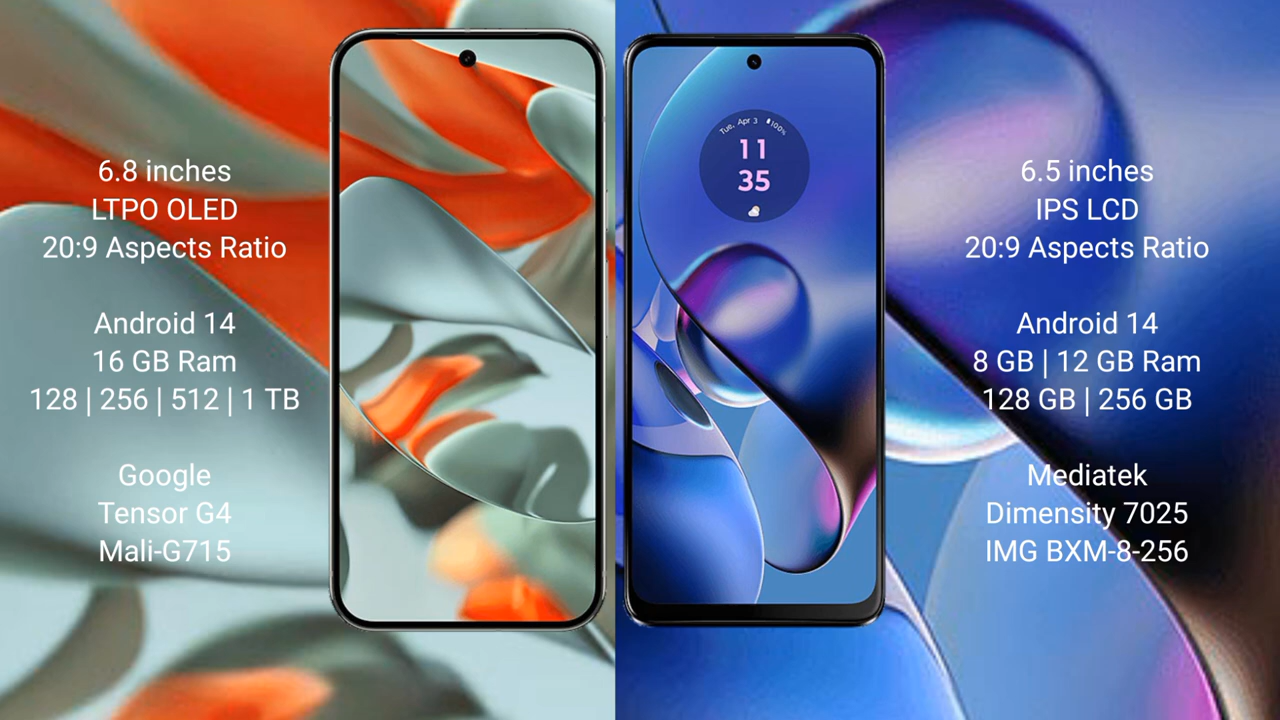 6.8 inches
LTPO OLED
20:9 Aspects Ratio
Android 14
16 GB Ram
128 | 256 | 512 | 1 TB
Google
Tensor G4
Mali-G715
Tue, Apr 3 100%
11
35
6.5 inches
IPS LCD
20:9 Aspects Ratio
Android 14
8 GB | 12 GB Ram
128 GB | 256 GB
Mediatek
Dimensity 7025
IMG BXM-8-256